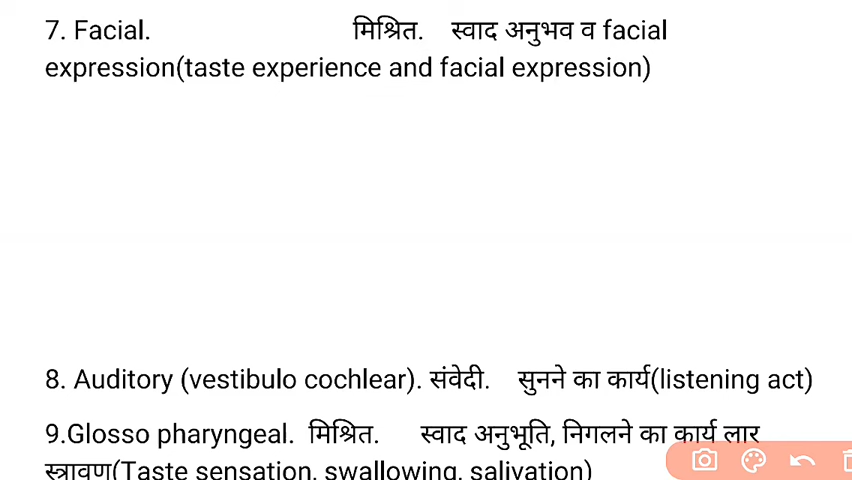 7. Facial. मिश्रित. स्वाद अनुभव व facial
expression(taste experience and facial expression)
8. Auditory (vestibulo cochlear). संवेदी. सुनने का कार्य(listening act)
9.Glosso pharyngeal. मिश्रित. स्वाद अनुभूति, निगलने का कार्य लार
स्त्रावण(Taste sensation, swallowing, salivation)